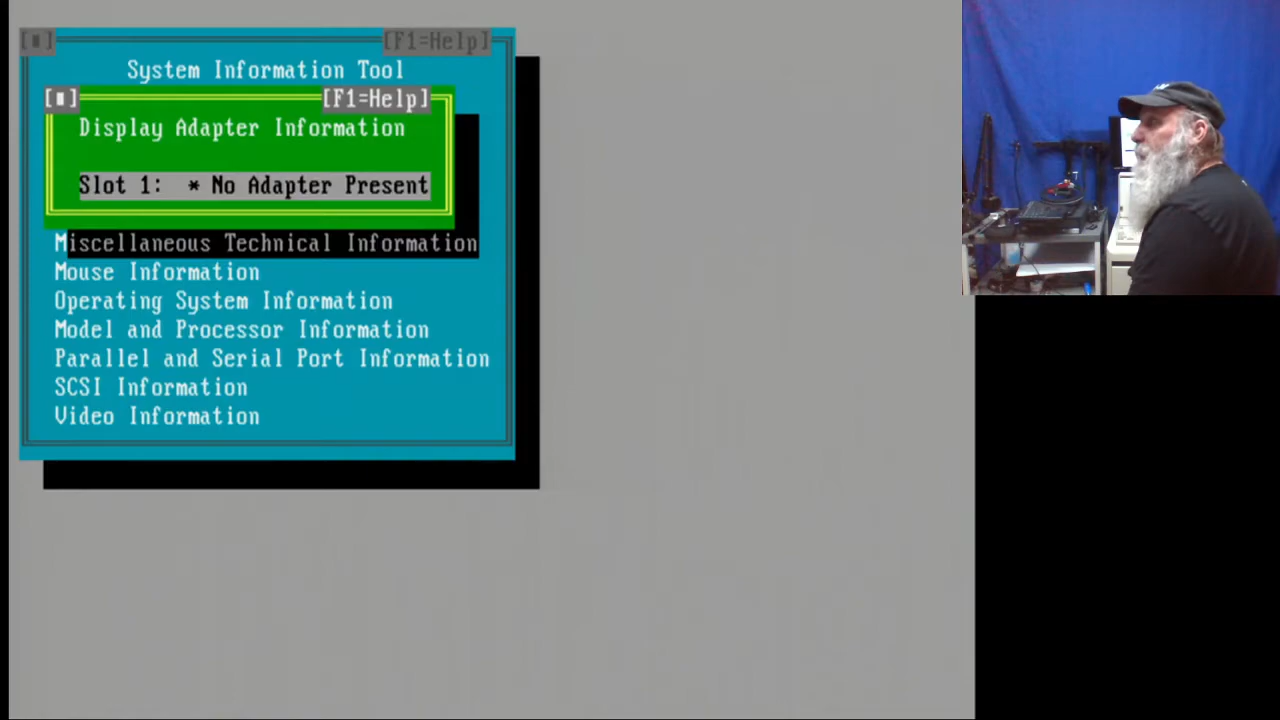 [■] [F1=Help]
System Information Tool
[■] [F1=Help]
Display Adapter Information
Slot 1: * No Adapter Present
Miscellaneous Technical Information
Mouse Information
Operating System Information
Model and Processor Information
Parallel and Serial Port Information
SCSI Information
Video Information